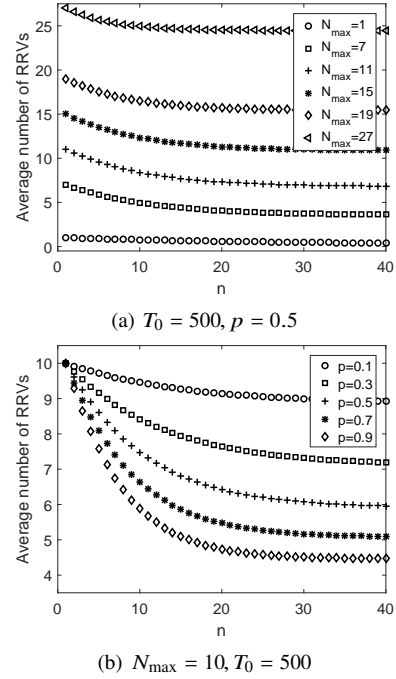 Average number of RRVs
25
20
15
10
5
0
0
10
20
30
40
n
N_max=1
N_max=7
N_max=11
N_max=15
N_max=19
N_max=27
(a) T₀ = 500, p = 0.5
Average number of RRVs
10
9
8
7
6
5
4
0
10
20
30
40
n
p=0.1
p=0.3
p=0.5
p=0.7
p=0.9
(b) N_max = 10, T₀ = 500